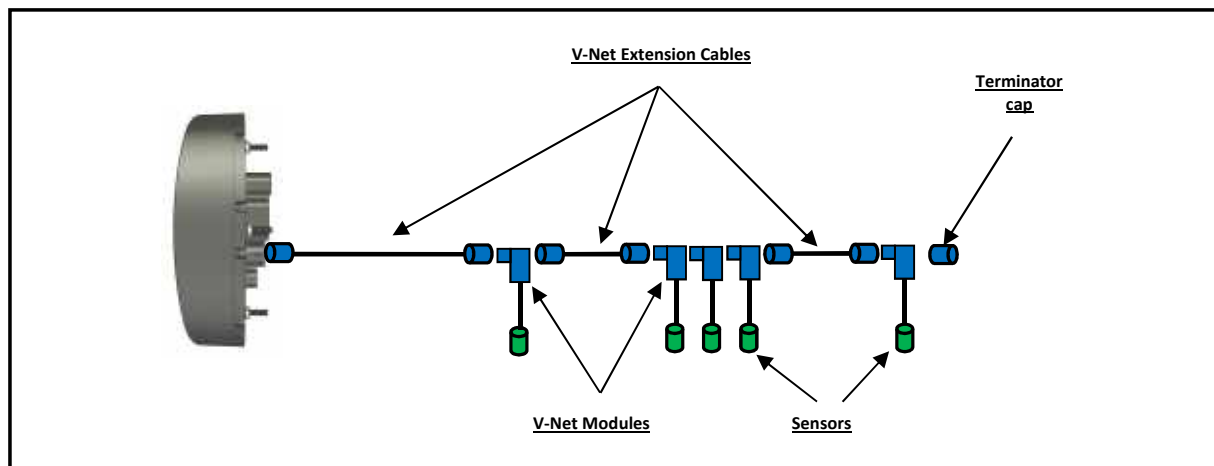 V-Net Extension Cables
Terminator
cap
V-Net Modules
Sensors